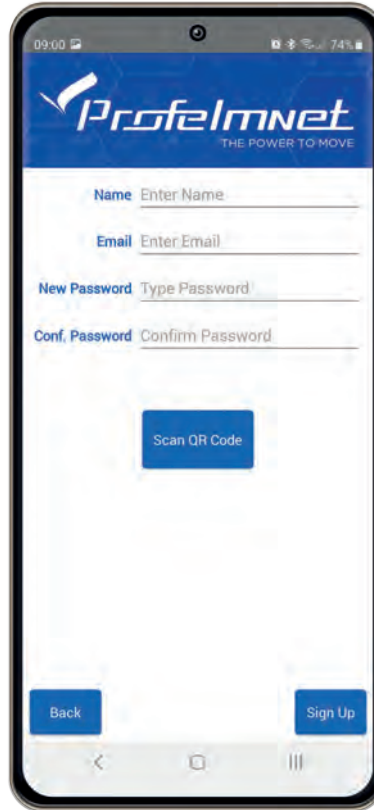 09:00 74%
Profelmnet
THE POWER TO MOVE
Name Enter Name
Email Enter Email
New Password Type Password
Conf. Password Confirm Password
Scan QR Code
Back Sign Up